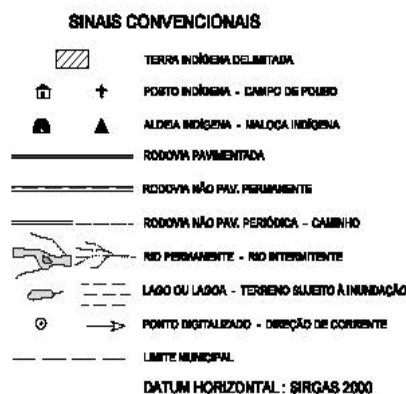 SINAIS CONVENCIONAIS
TERRA INDÍGENA DELIMITADA
POSTO INDÍGENA - CAMPO DE POUSO
ALDEIA INDÍGENA - MALOCA INDÍGENA
RODOVIA PAVIMENTADA
RODOVIA NÃO PAV. PERMANENTE
RODOVIA NÃO PAV. PERIÓDICA - CAMINHO
RIO PERMANENTE - RIO INTERMITENTE
LAGO OU LAGOA - TERRENO SUJEITO À INUNDAÇÃO
PONTO DIGITALIZADO - DIREÇÃO DE CORRENTE
LIMITE MUNICIPAL
DATUM HORIZONTAL : SIRGAS 2000